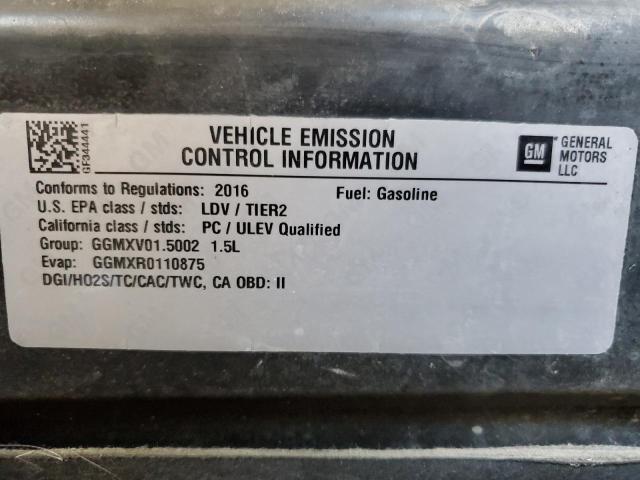 VEHICLE EMISSION
CONTROL INFORMATION
GF344441
GM
GENERAL
MOTORS
LLC
Conforms to Regulations: 2016 Fuel: Gasoline
U.S. EPA class / stds: LDV / TIER2
California class / stds: PC / ULEV Qualified
Group: GGMXV01.5002 1.5L
Evap: GGMXR0110875
DGI/HO2S/TC/CAC/TWC, CA OBD: II